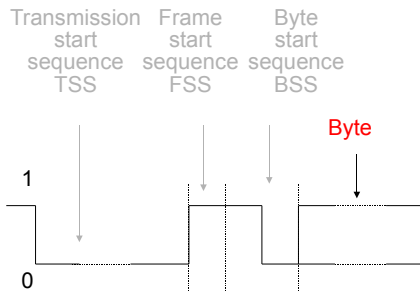 Transmission
start
sequence
TSS
Frame
start
sequence
FSS
Byte
start
sequence
BSS
Byte
1
0